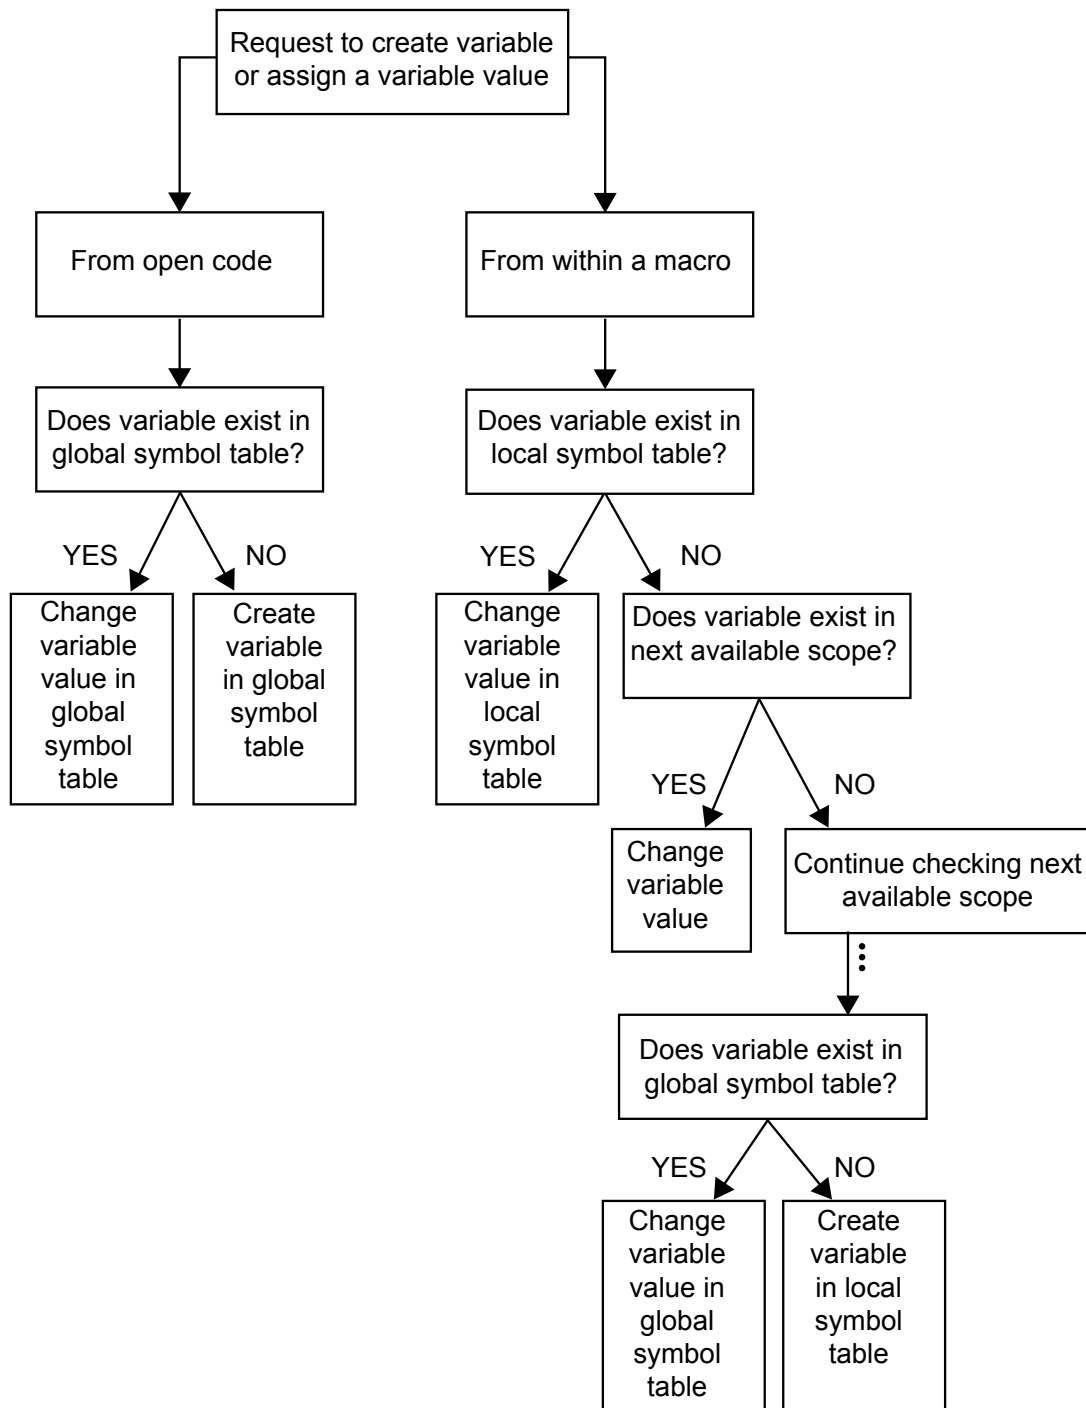 Request to create variable
or assign a variable value
From open code
From within a macro
Does variable exist in
global symbol table?
Does variable exist in
local symbol table?
YES
NO
YES
NO
Change
variable
value in
global
symbol
table
Create
variable
in global
symbol
table
Change
variable
value in
local
symbol
table
Does variable exist in
next available scope?
YES
NO
Change
variable
value
Continue checking next
available scope
Does variable exist in
global symbol table?
YES
NO
Change
variable
value in
global
symbol
table
Create
variable
in local
symbol
table